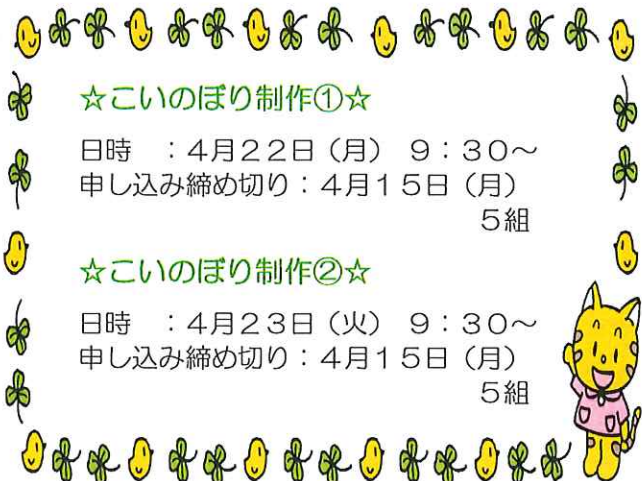 ☆こいのぼり制作①☆
日時　：４月２２日（月）　９：３０～
申し込み締め切り：４月１５日（月）
５組
☆こいのぼり制作②☆
日時　：４月２３日（火）　９：３０～
申し込み締め切り：４月１５日（月）
５組